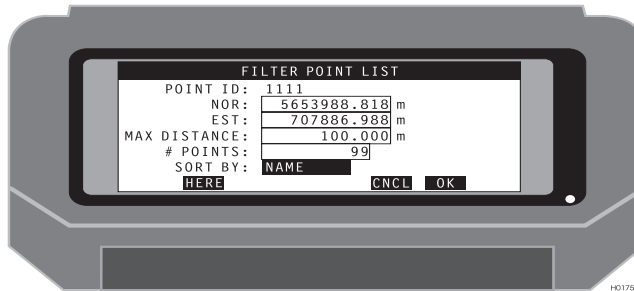 FILTER POINT LIST
POINT ID: 1111
NOR: 5653988.818 m
EST: 707886.988 m
MAX DISTANCE: 100.000 m
# POINTS: 99
SORT BY: NAME
HERE CNCL OK
H0175